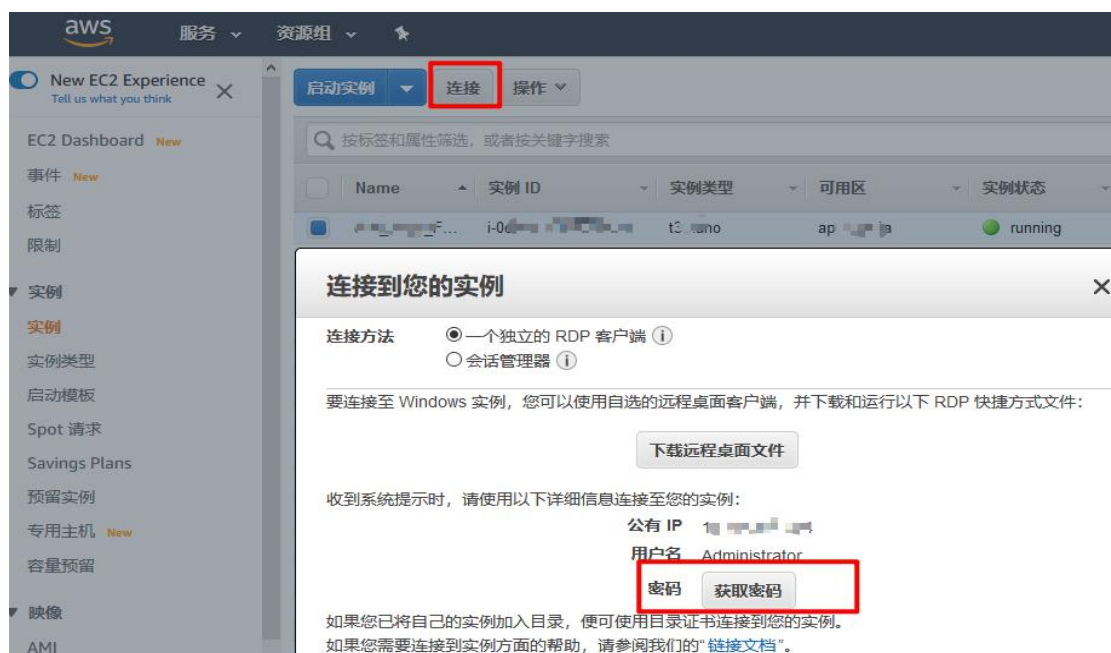 aws 服务 资源组
New EC2 Experience
Tell us what you think
启动实例 连接 操作
按标签和属性筛选，或者按关键字搜索
EC2 Dashboard New
事件 New
标签
限制
实例
实例
实例类型
启动模板
Spot 请求
Savings Plans
预留实例
专用主机 New
容量预留
映像
AMI
Name 实例 ID 实例类型 可用区 实例状态
running
连接到您的实例
连接方法 一个独立的 RDP 客户端
会话管理器
要连接至 Windows 实例，您可以使用自选的远程桌面客户端，并下载和运行以下 RDP 快捷方式文件：
下载远程桌面文件
收到系统提示时，请使用以下详细信息连接至您的实例：
公有 IP
用户名 Administrator
密码 获取密码
如果您已将自己的实例加入目录，便可使用目录证书连接到您的实例。
如果您需要连接到实例方面的帮助，请参阅我们的“链接文档”。